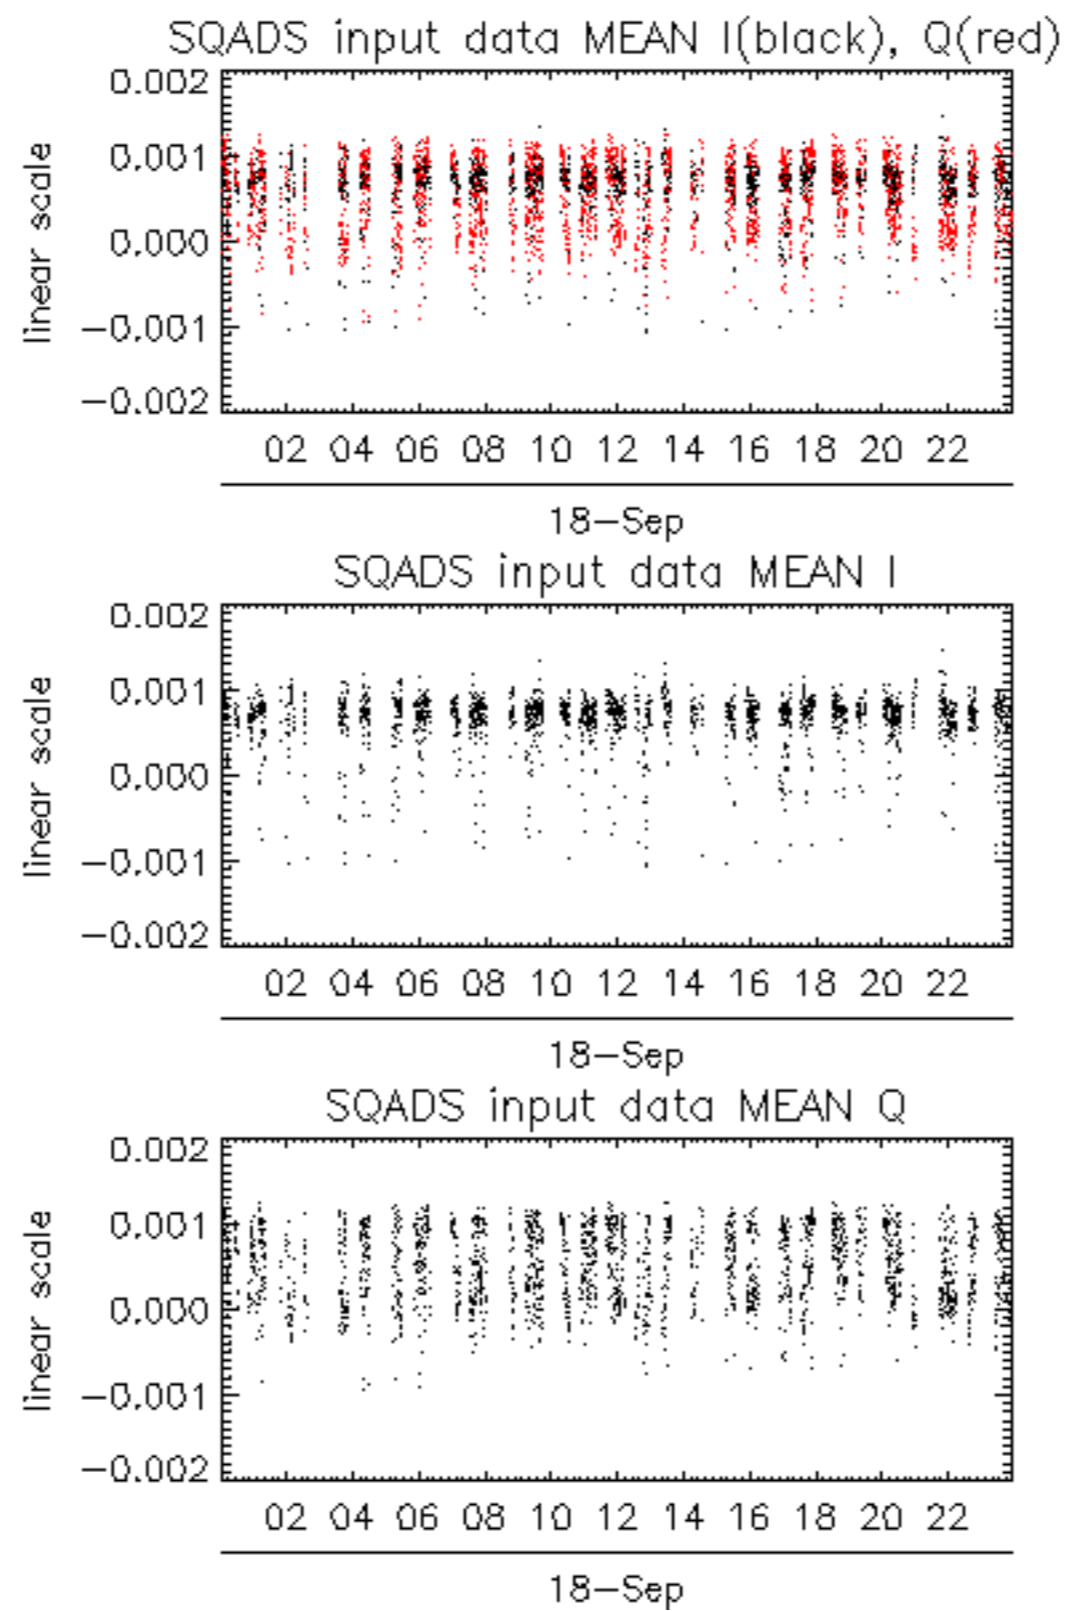 SQADS input data MEAN I(black), Q(red)
0.002
0.001
0.000
−0.001
−0.002
linear scale
02 04 06 08 10 12 14 16 18 20 22
18−Sep
SQADS input data MEAN I
0.002
0.001
0.000
−0.001
−0.002
linear scale
02 04 06 08 10 12 14 16 18 20 22
18−Sep
SQADS input data MEAN Q
0.002
0.001
0.000
−0.001
−0.002
linear scale
02 04 06 08 10 12 14 16 18 20 22
18−Sep